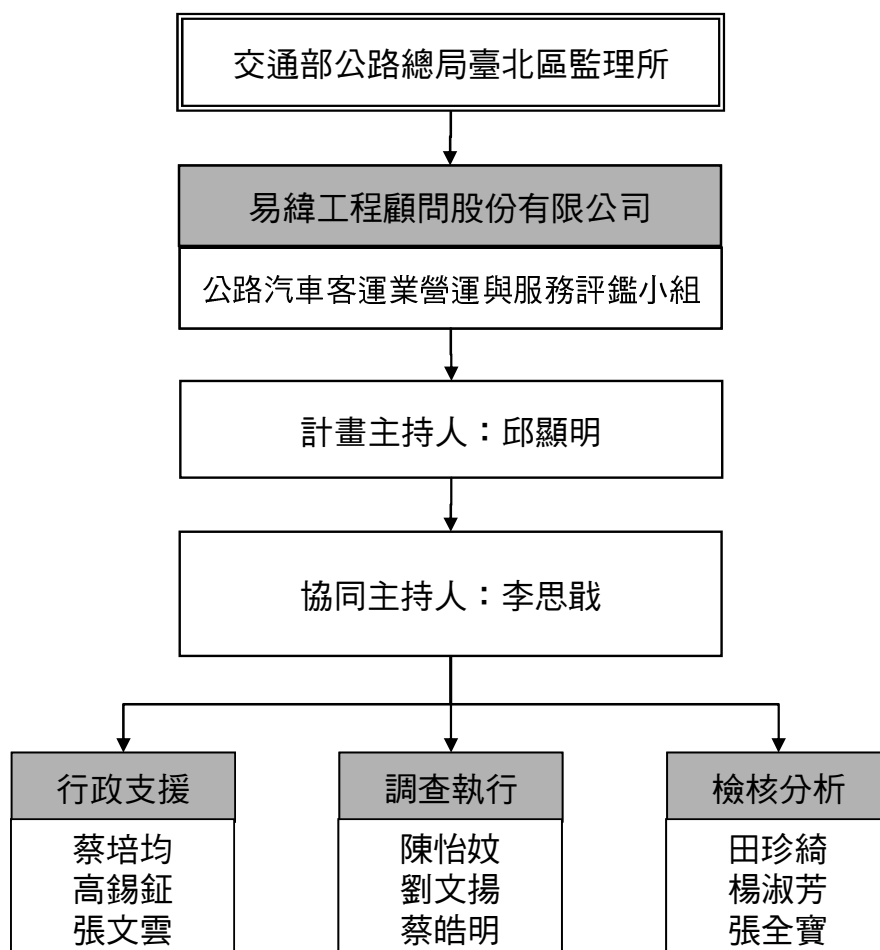 交通部公路總局臺北區監理所
易緯工程顧問股份有限公司
公路汽車客運業營運與服務評鑑小組
計畫主持人：邱顯明
協同主持人：李思戢
行政支援
蔡培均
高錫鉦
張文雲
調查執行
陳怡妏
劉文揚
蔡皓明
檢核分析
田珍綺
楊淑芳
張全寶